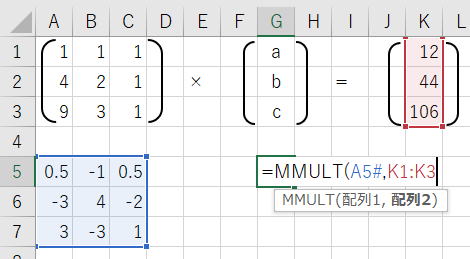 A B C D E F G H I J K L
1 1 1 1 a 12
2 4 2 1 × b = 44
3 9 3 1 c 106
4
5 0.5 -1 0.5 =MMULT(A5#,K1:K3
6 -3 4 -2 MMULT(配列1, 配列2)
7 3 -3 1